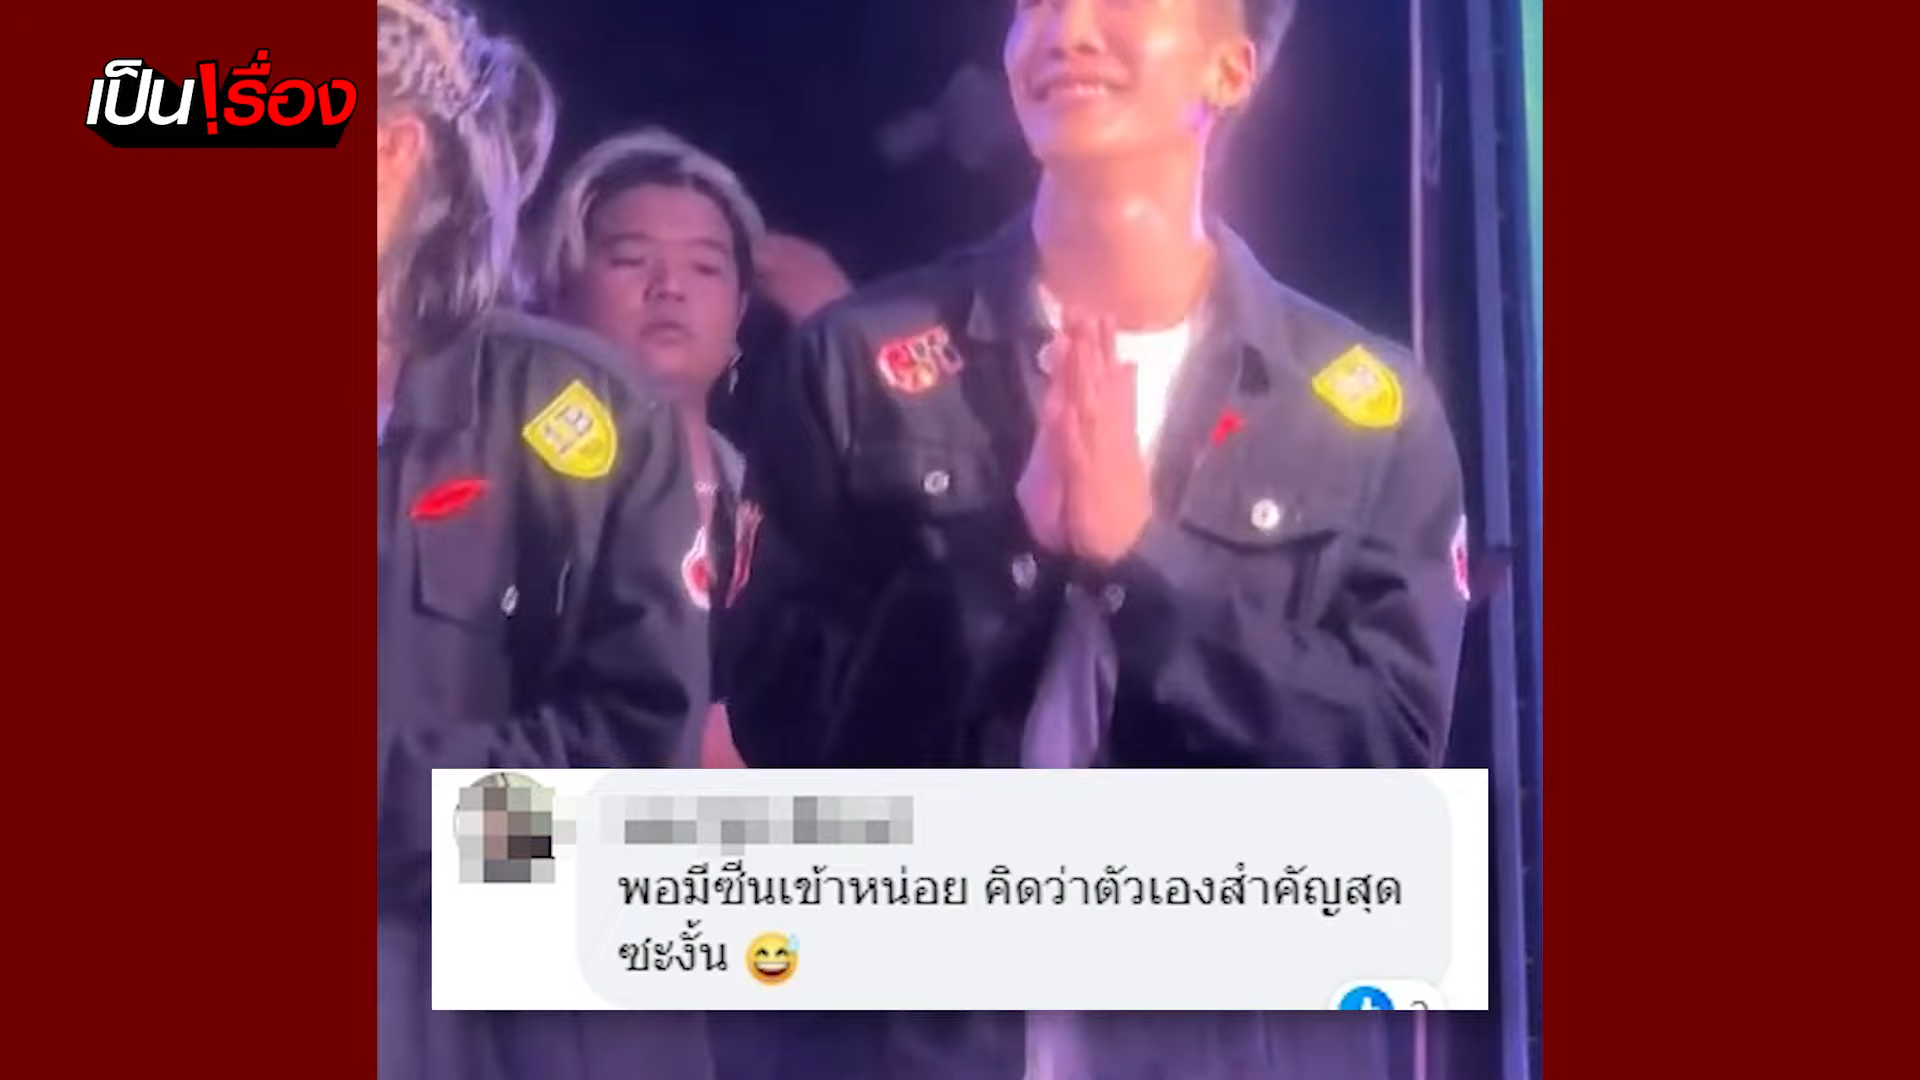 เป็น!เรื่อง
1B
พอมีซีนเข้าหน่อย คิดว่าตัวเองสำคัญสุด
ซะงั้น 😅